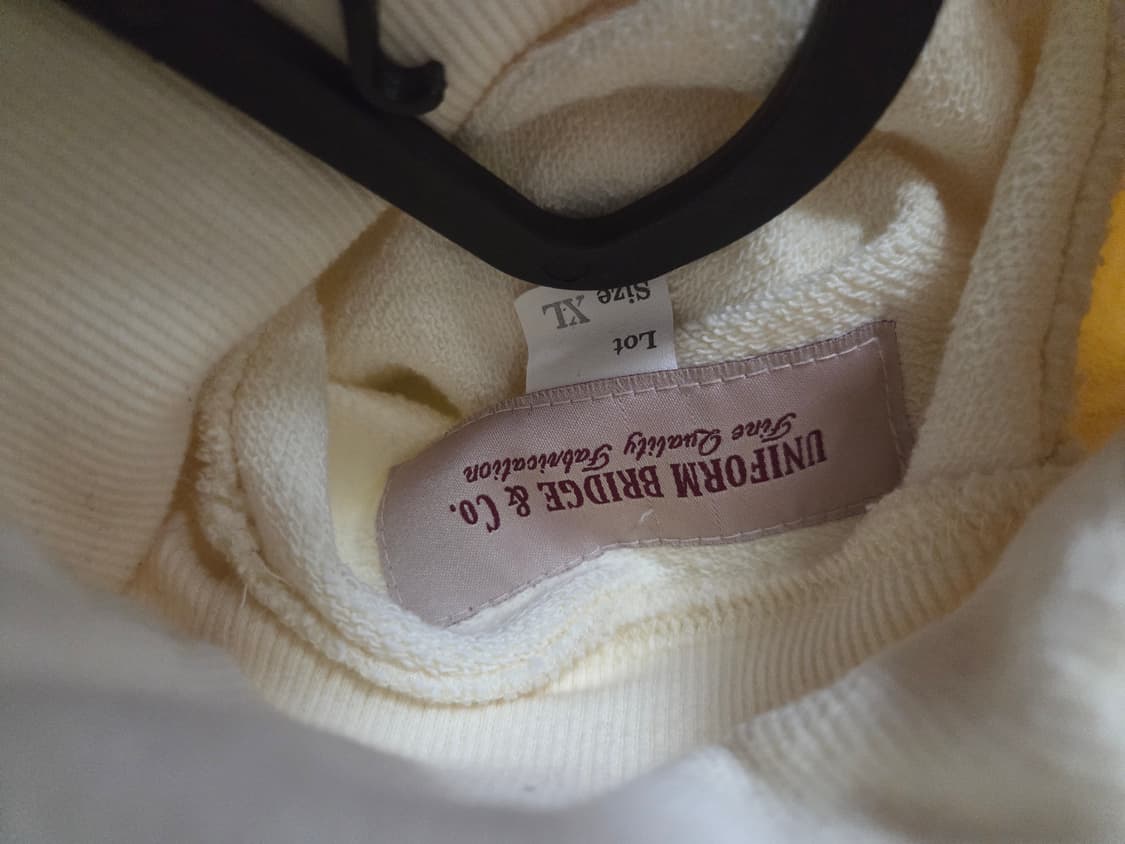 UNIFORM BRIDGE & Co.
Fine Quality Fabrication
Lot
Size XL